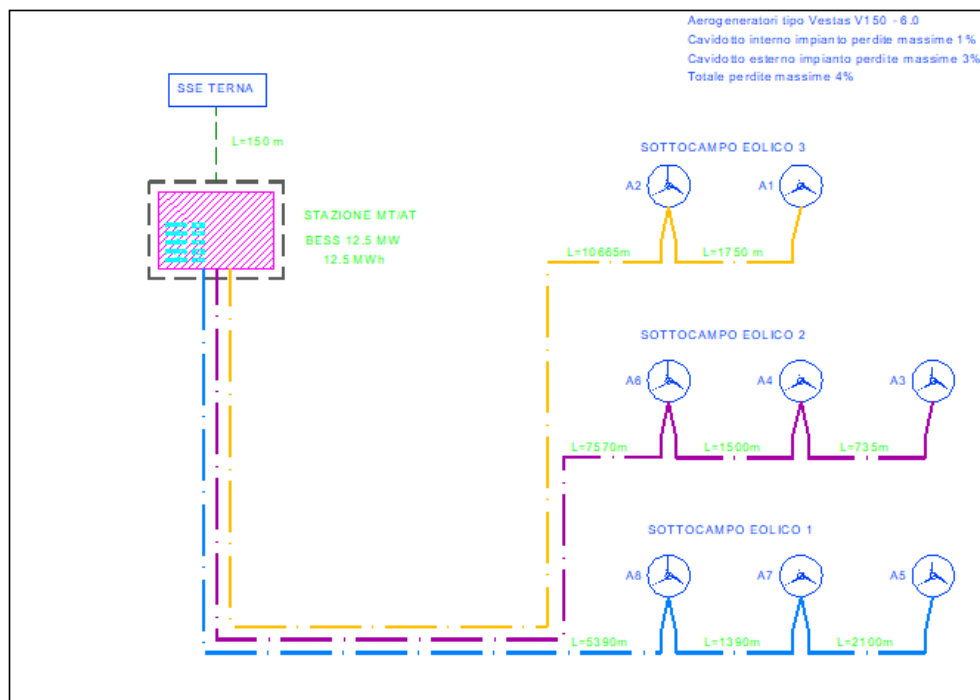 Aerogeneratori tipo Vestas V150 - 6.0
Cavidotto interno impianto perdite massime 1%
Cavidotto esterno impianto perdite massime 3%
Totale perdite massime 4%
SSE TERNA
L=150 m
STAZIONE MT/AT
BESS 12.5 MW
12.5 MWh
SOTTOCAMPO EOLICO 3
A2
A1
L=10665m
L=1750 m
SOTTOCAMPO EOLICO 2
A6
A4
A3
L=7570m
L=1500m
L=735m
SOTTOCAMPO EOLICO 1
A8
A7
A5
L=5390m
L=1390m
L=2100m